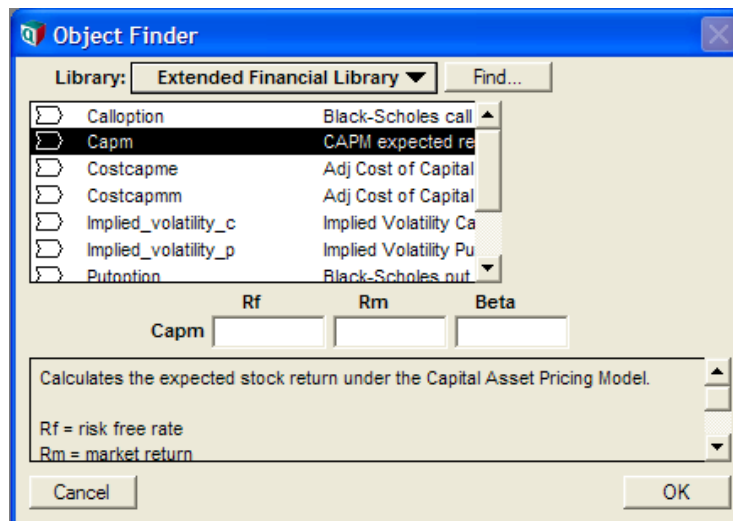 Object Finder
Library: Extended Financial Library Find...
Calloption Black-Scholes call
Capm CAPM expected re
Costcapme Adj Cost of Capital
Costcapmm Adj Cost of Capital
Implied_volatility_c Implied Volatility Ca
Implied_volatility_p Implied Volatility Pu
Putoption Black-Scholes put
Rf Rm Beta
Capm
Calculates the expected stock return under the Capital Asset Pricing Model.
Rf = risk free rate
Rm = market return
Cancel OK